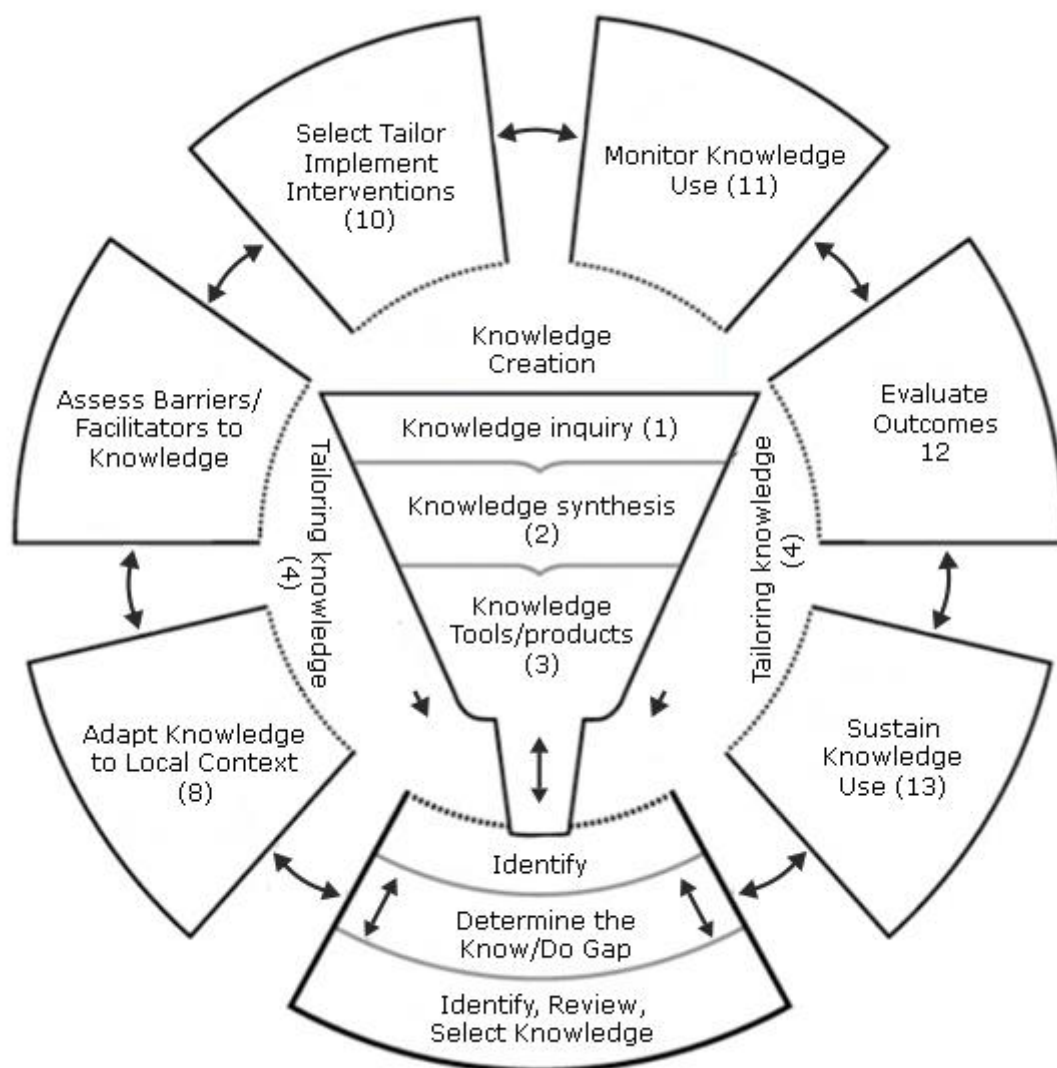 Select Tailor
Implement
Interventions
(10)
Monitor Knowledge
Use (11)
Knowledge
Creation
Assess Barriers/
Facilitators to
Knowledge
Evaluate
Outcomes
12
Knowledge inquiry (1)
Knowledge synthesis
(2)
Knowledge
Tools/products
(3)
Tailoring knowledge
(4)
Tailoring knowledge
(4)
Adapt Knowledge
to Local Context
(8)
Sustain
Knowledge
Use (13)
Identify
Determine the
Know/Do Gap
Identify, Review,
Select Knowledge